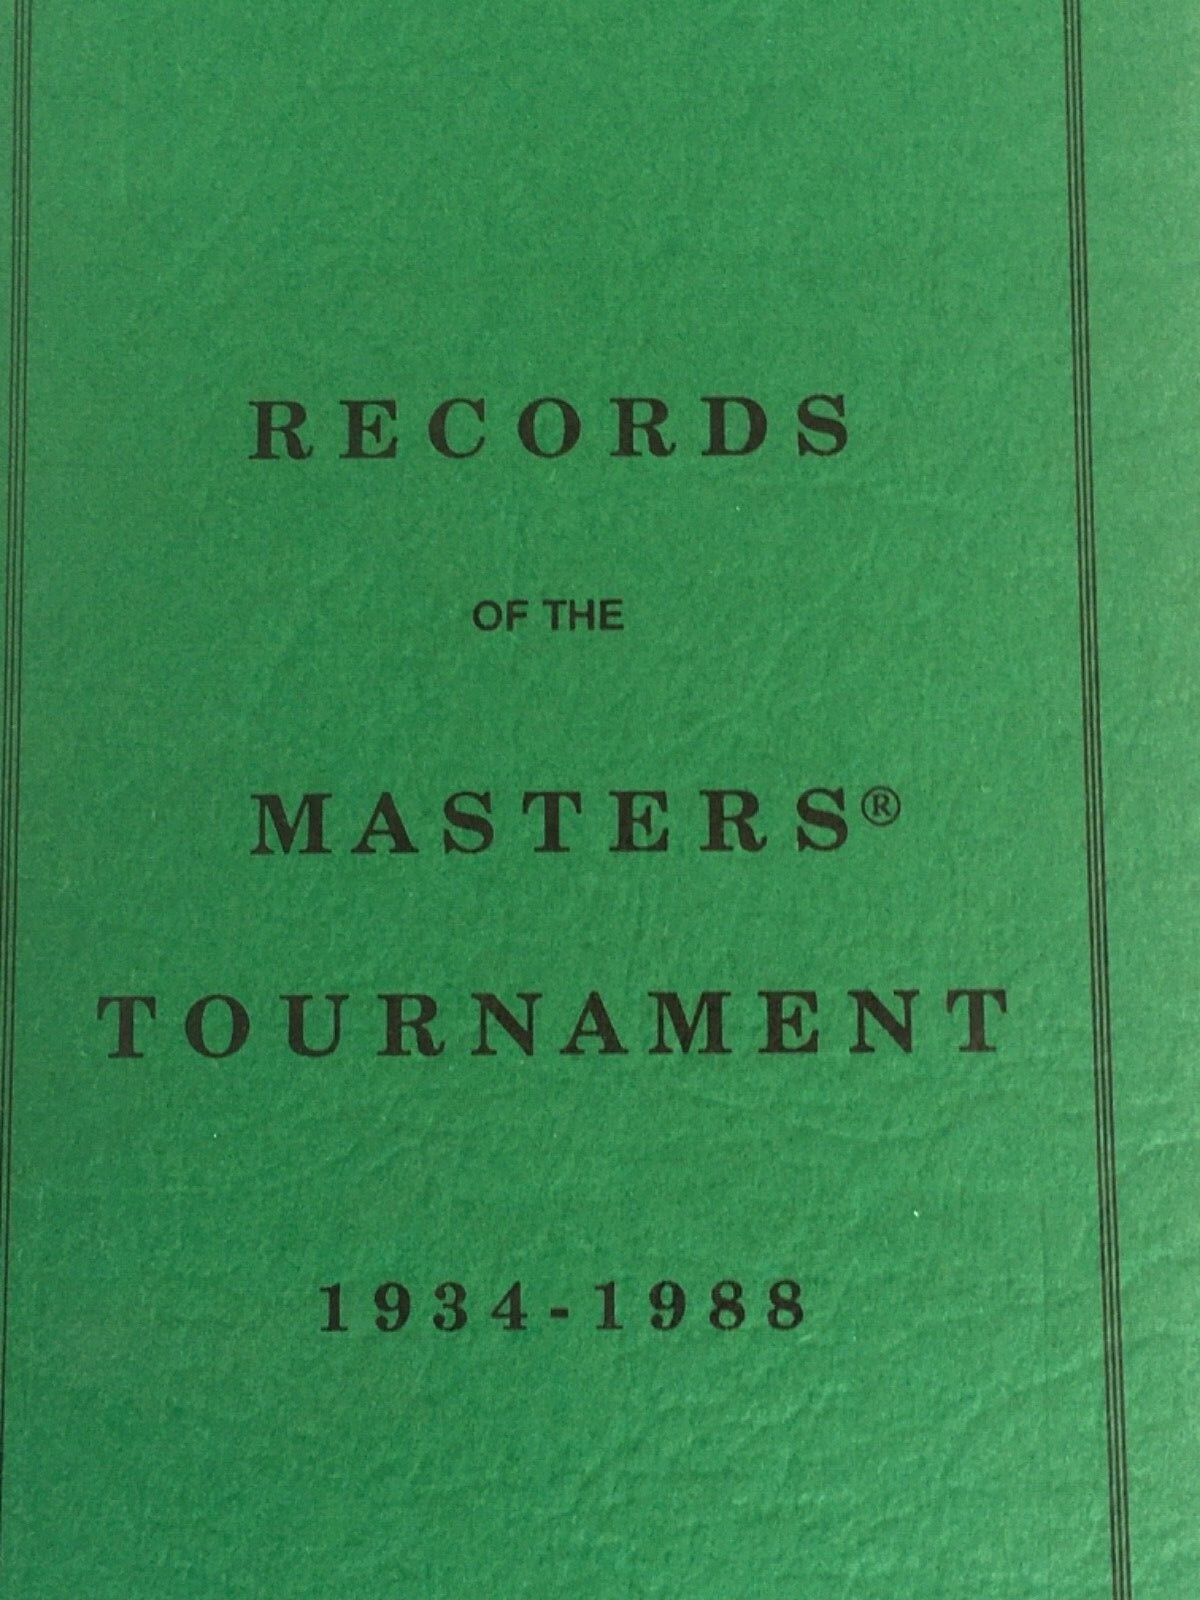 RECORDS
OF THE
MASTERS®
TOURNAMENT
1934-1988